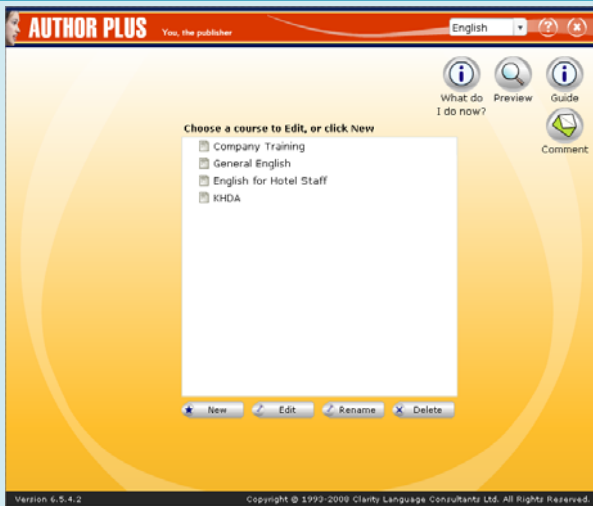 AUTHOR PLUS You, the publisher English
What do I do now?
Preview
Guide
Comment
Choose a course to Edit, or click New
Company Training
General English
English for Hotel Staff
KHDA
New Edit Rename Delete
Version 6.5.4.2 Copyright @ 1993-2008 Clarity Language Consultants Ltd. All Rights Reserved.